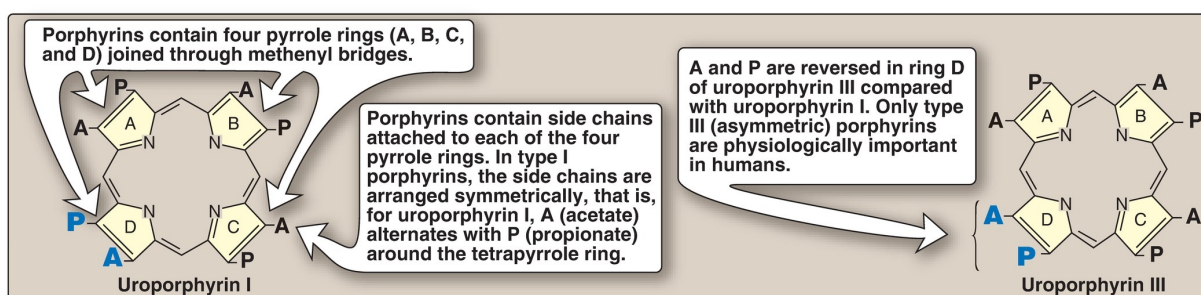 Porphyrins contain four pyrrole rings (A, B, C,
and D) joined through methenyl bridges.
P
A
A
P
A
B
N
N
N
N
D
C
P
A
A
P
Uroporphyrin I
Porphyrins contain side chains
attached to each of the four
pyrrole rings. In type I
porphyrins, the side chains are
arranged symmetrically, that is,
for uroporphyrin I, A (acetate)
alternates with P (propionate)
around the tetrapyrrole ring.
A and P are reversed in ring D
of uroporphyrin III compared
with uroporphyrin I. Only type
III (asymmetric) porphyrins
are physiologically important
in humans.
P
A
A
P
A
B
N
N
N
N
D
C
A
A
P
P
Uroporphyrin III